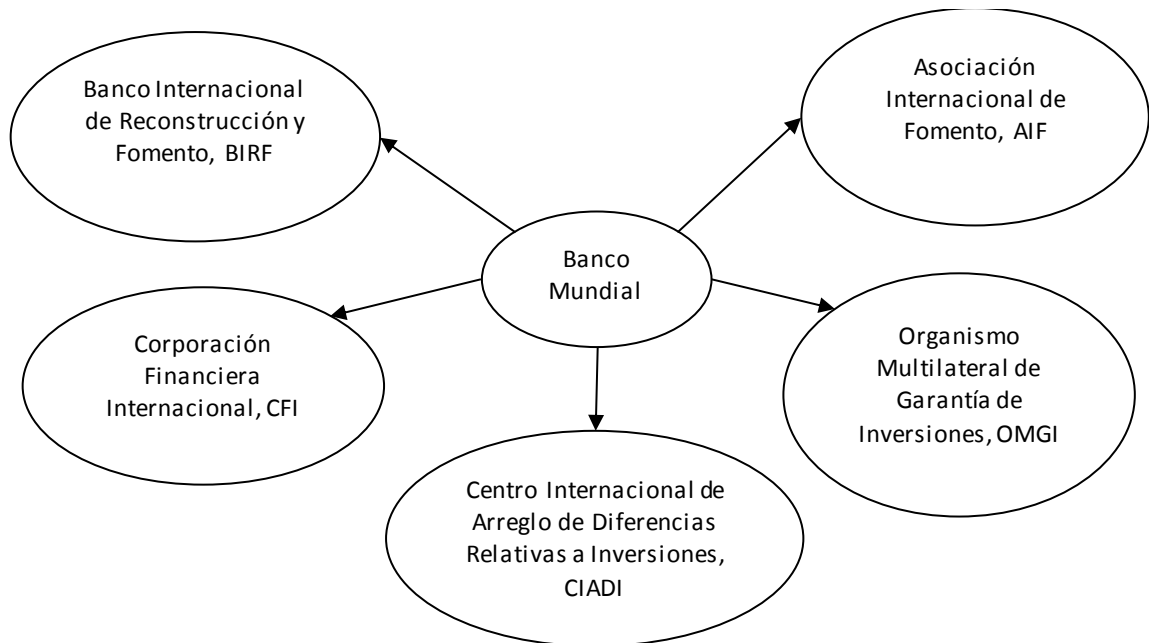 Banco Internacional
de Reconstrucción y
Fomento, BIRF
Asociación
Internacional de
Fomento, AIF
Banco
Mundial
Corporación
Financiera
Internacional, CFI
Organismo
Multilateral de
Garantía de
Inversiones, OMGI
Centro Internacional de
Arreglo de Diferencias
Relativas a Inversiones,
CIADI